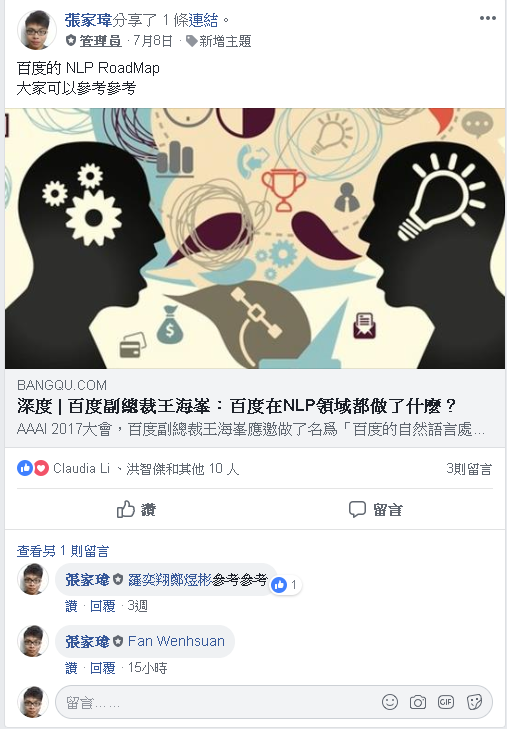 張家瑋分享了 1 條連結。
管理員 · 7月8日 · 新增主題
百度的 NLP RoadMap
大家可以參考參考
BANGQU.COM
深度 | 百度副總裁王海峯：百度在NLP領域都做了什麼？
AAAI 2017大會，百度副總裁王海峯應邀做了名爲「百度的自然語言處...
Claudia Li 、洪智傑和其他 10 人
3則留言
讚
留言
查看另 1 則留言
張家瑋 羅奕翔鄭煜彬參考參考
1
讚 · 回覆 · 3週
張家瑋 Fan Wenhsuan
讚 · 回覆 · 15小時
留言……
GIF